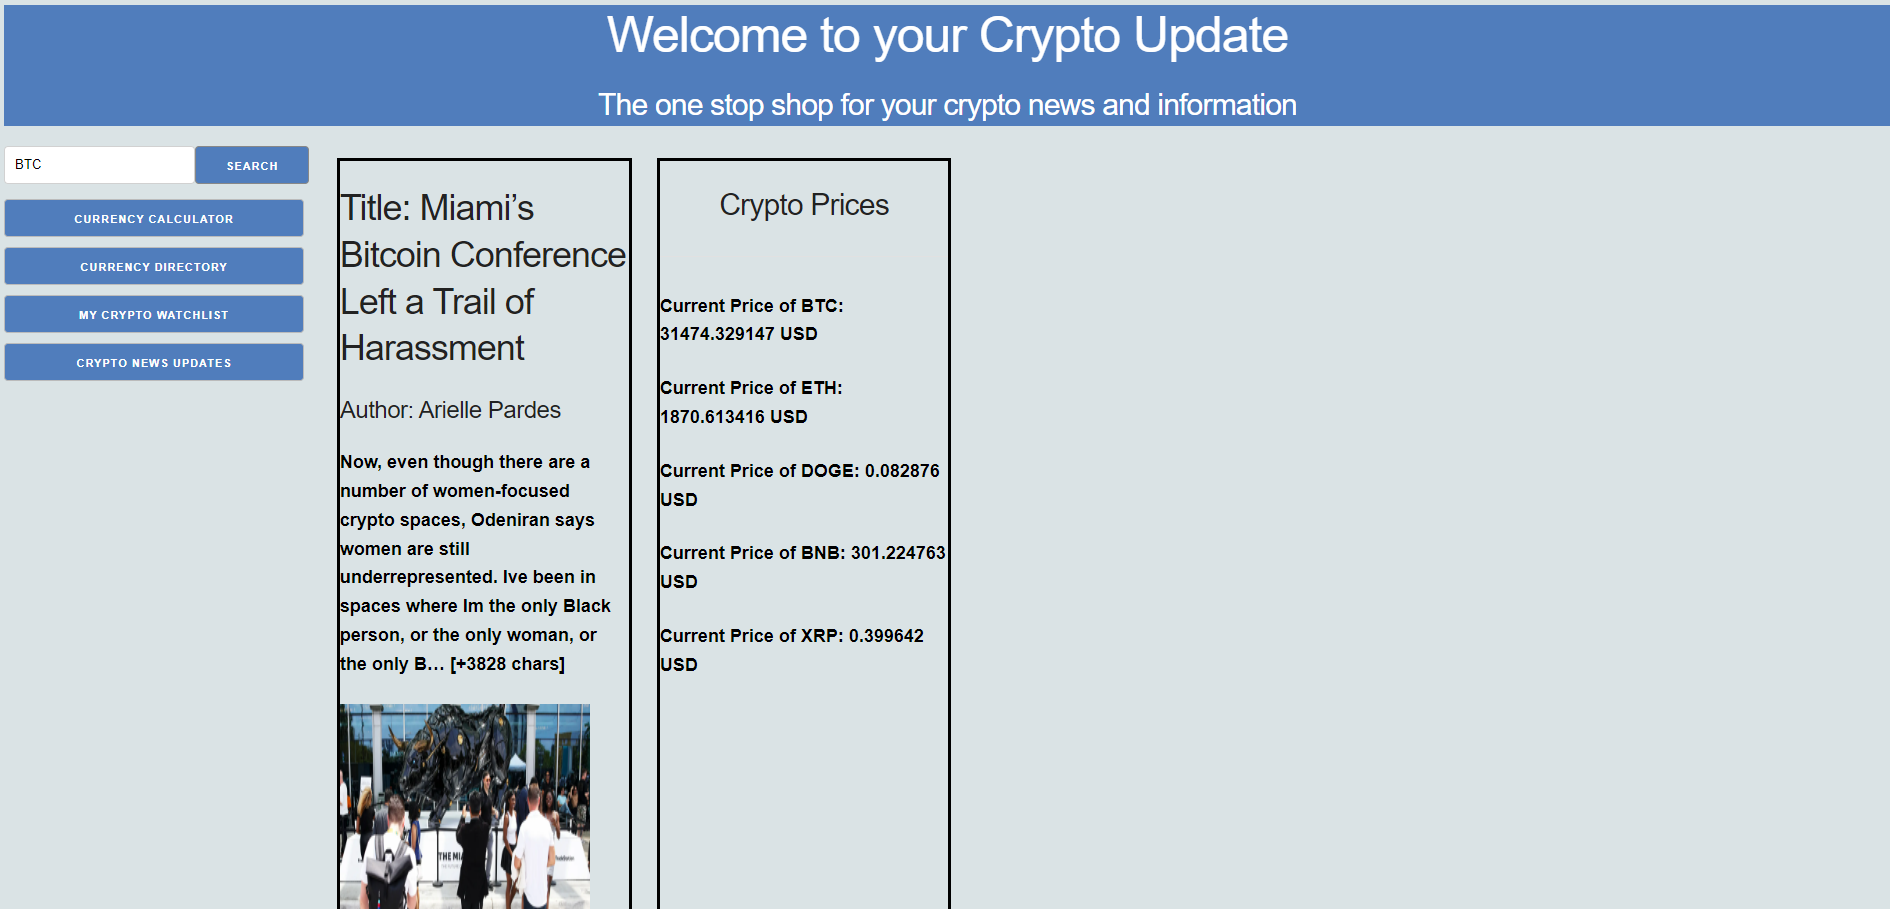 Welcome to your Crypto Update
The one stop shop for your crypto news and information
BTC
SEARCH
CURRENCY CALCULATOR
CURRENCY DIRECTORY
MY CRYPTO WATCHLIST
CRYPTO NEWS UPDATES
Title: Miami’s
Bitcoin Conference
Left a Trail of
Harassment
Author: Arielle Pardes
Now, even though there are a
number of women-focused
crypto spaces, Odeniran says
women are still
underrepresented. Ive been in
spaces where Im the only Black
person, or the only woman, or
the only B… [+3828 chars]
THE MI
Crypto Prices
Current Price of BTC:
31474.329147 USD
Current Price of ETH:
1870.613416 USD
Current Price of DOGE: 0.082876
USD
Current Price of BNB: 301.224763
USD
Current Price of XRP: 0.399642
USD